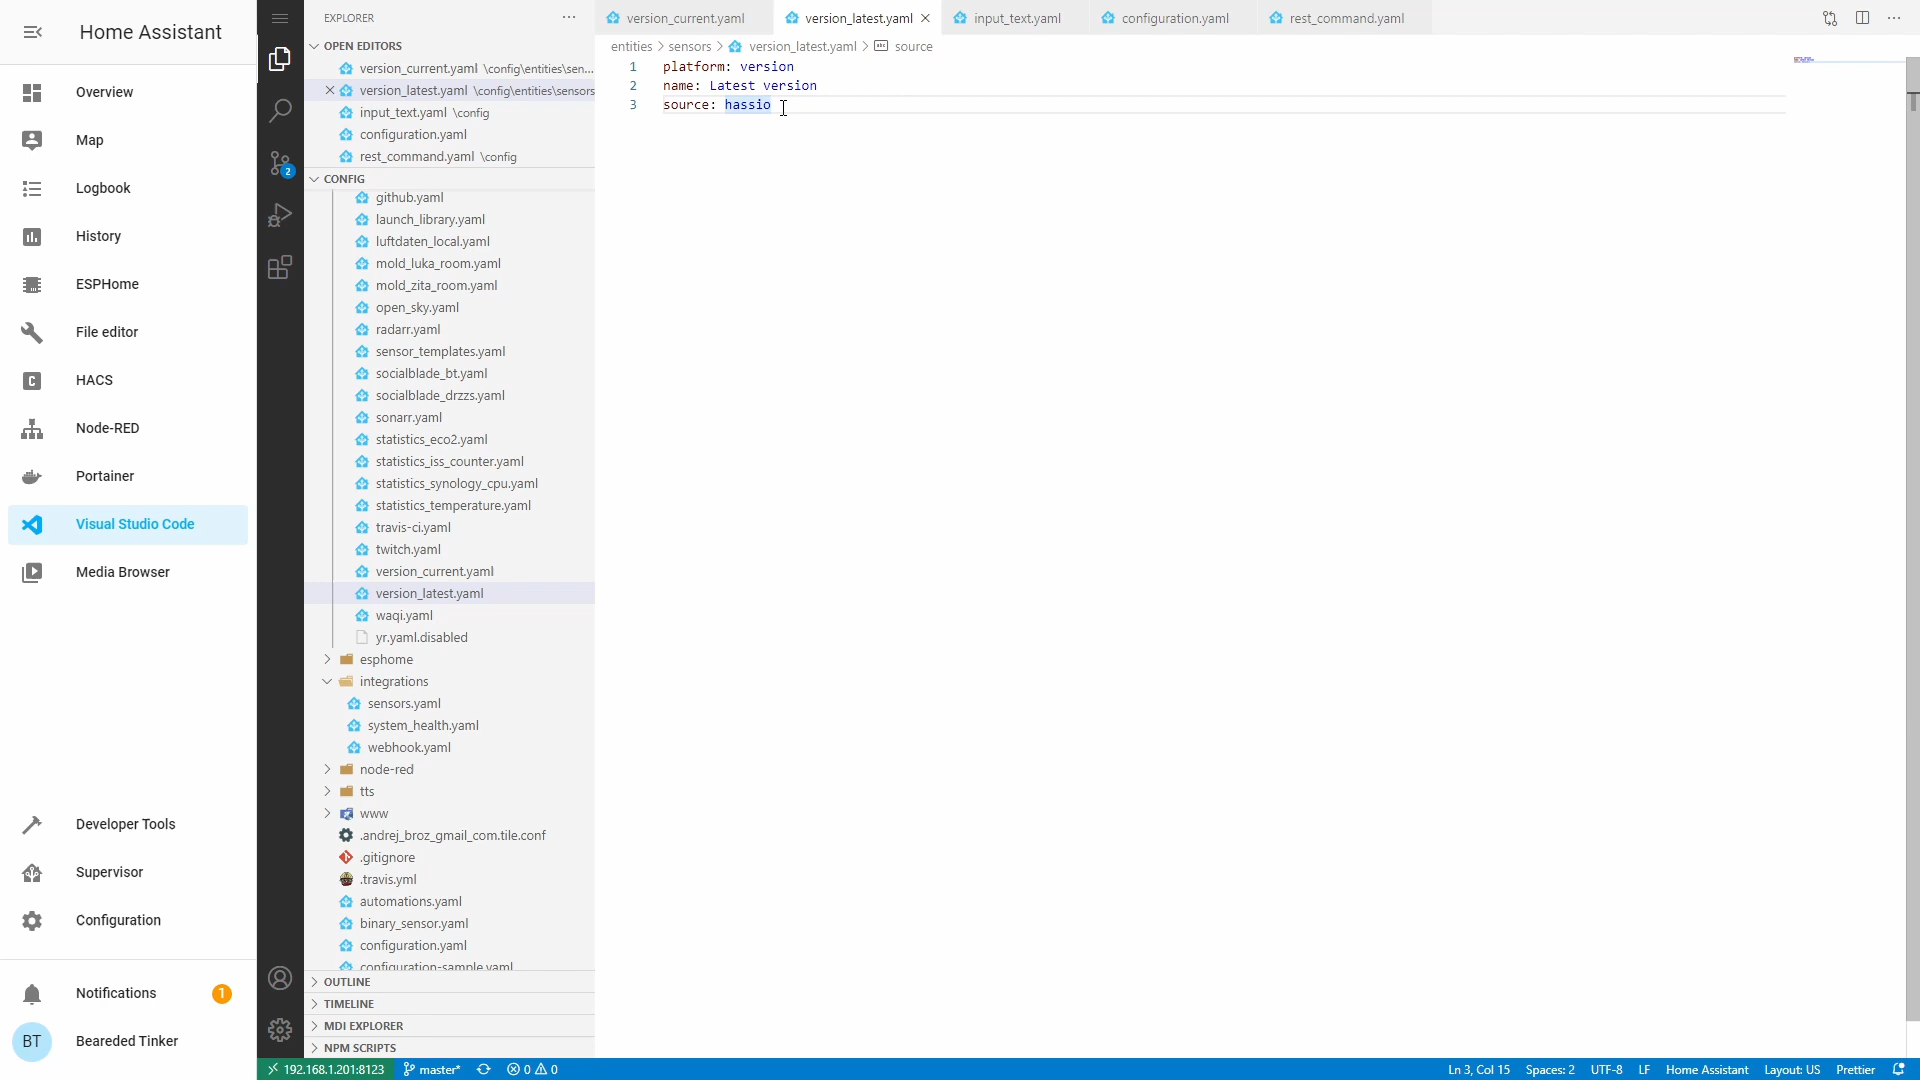 Home Assistant
Overview
Map
Logbook
History
ESPHome
File editor
HACS
Node-RED
Portainer
Visual Studio Code
Media Browser
Developer Tools
Supervisor
Configuration
Notifications
1
BT
Bearded Tinker
2
EXPLORER
OPEN EDITORS
version_current.yaml \config\entities\sen...
version_latest.yaml \config\entities\sensors
input_text.yaml \config
configuration.yaml
rest_command.yaml \config
CONFIG
github.yaml
launch_library.yaml
luftdaten_local.yaml
mold_luka_room.yaml
mold_zita_room.yaml
open_sky.yaml
radarr.yaml
sensor_templates.yaml
socialblade_bt.yaml
socialblade_drzzs.yaml
sonarr.yaml
statistics_eco2.yaml
statistics_iss_counter.yaml
statistics_synology_cpu.yaml
statistics_temperature.yaml
travis-ci.yaml
twitch.yaml
version_current.yaml
version_latest.yaml
waqi.yaml
yr.yaml.disabled
esphome
integrations
sensors.yaml
system_health.yaml
webhook.yaml
node-red
tts
www
.andrej_broz_gmail_com.tile.conf
.gitignore
.travis.yml
automations.yaml
binary_sensor.yaml
configuration.yaml
configuration-sample.yaml
OUTLINE
TIMELINE
MDI EXPLORER
NPM SCRIPTS
version_current.yaml
version_latest.yaml
input_text.yaml
configuration.yaml
rest_command.yaml
entities > sensors > version_latest.yaml > source
1 platform: version
2 name: Latest version
3 source: hassio
192.168.1.201:8123
master*
0 0
Ln 3, Col 15
Spaces: 2
UTF-8
LF
Home Assistant
Layout: US
Prettier